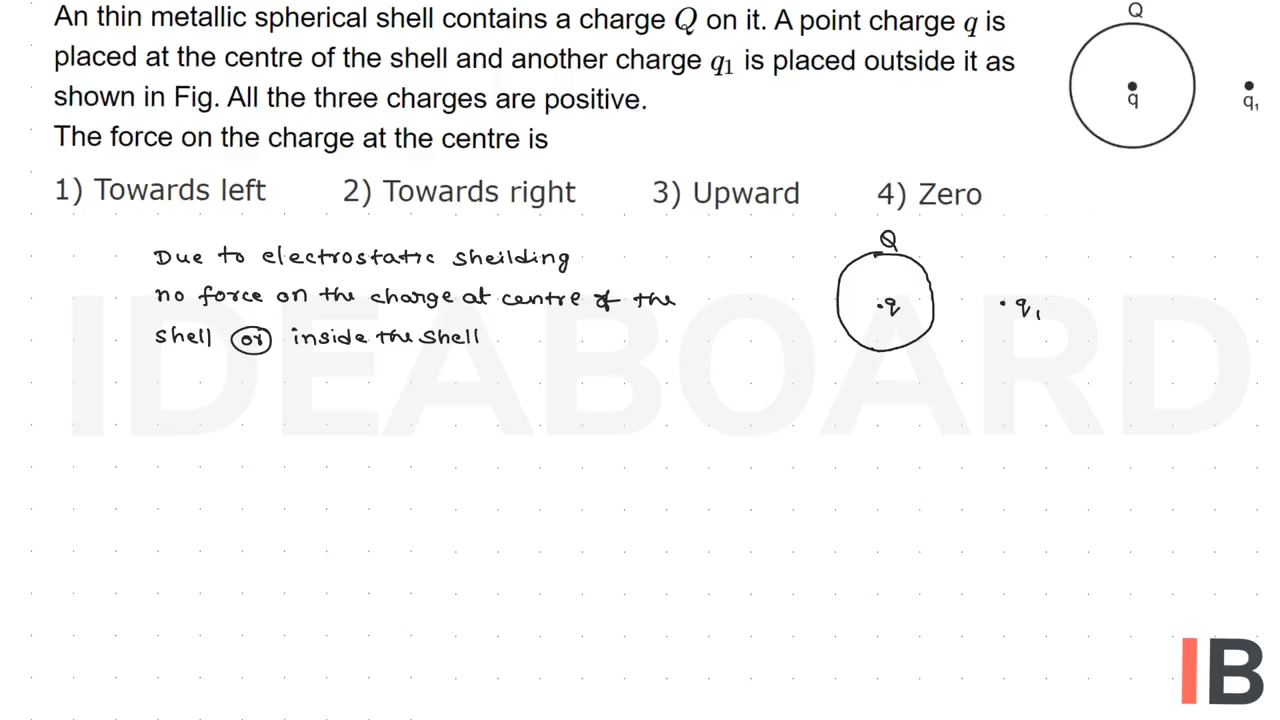 An thin metallic spherical shell contains a charge Q on it. A point charge q is
placed at the centre of the shell and another charge q₁ is placed outside it as
shown in Fig. All the three charges are positive.
The force on the charge at the centre is
Q
q
q₁
1) Towards left 2) Towards right 3) Upward 4) Zero
Due to electrostatic sheilding
no force on the charge at centre of the
shell or inside the shell
Q
q
q₁
IDEABOARD
IB